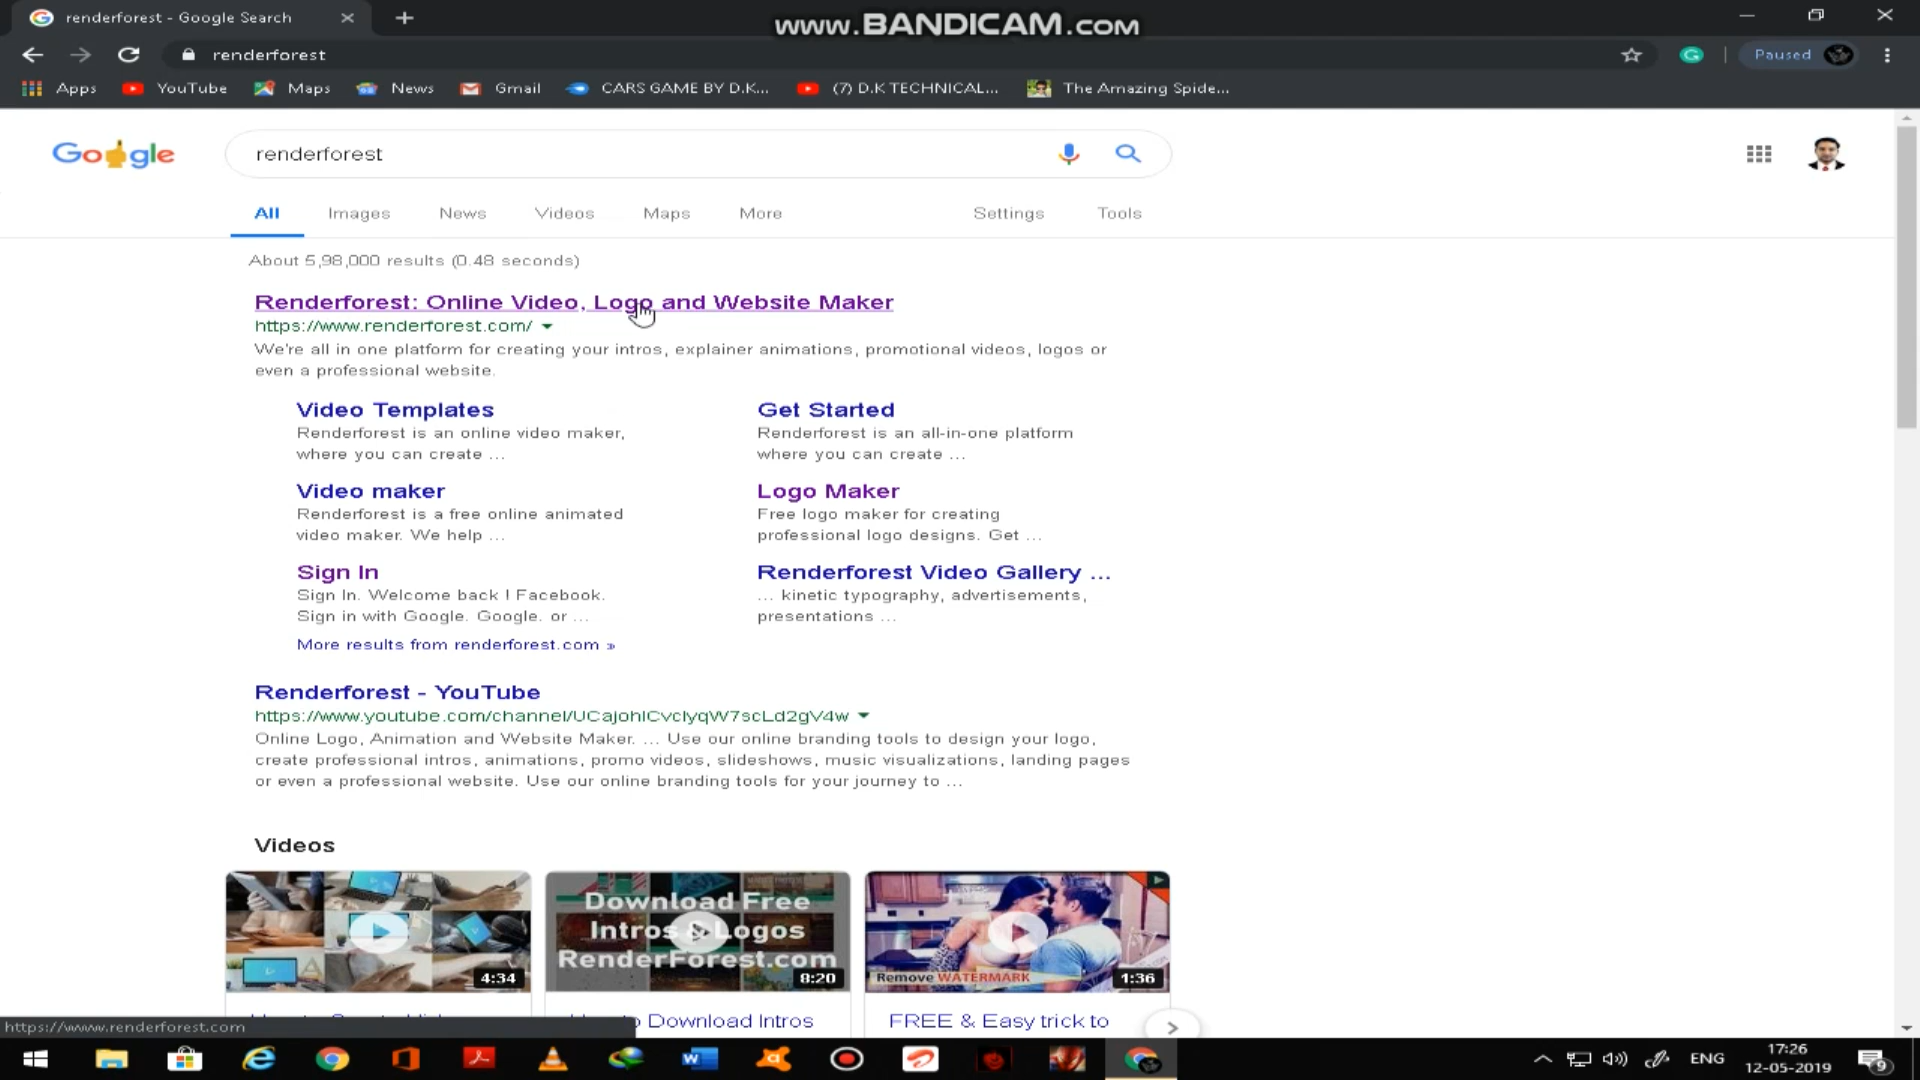 renderforest - Google Search
www.BANDICAM.com
renderforest
Paused
Apps
YouTube
Maps
News
Gmail
CARS GAME BY D.K...
(7) D.K TECHNICAL...
The Amazing Spide...
Google
renderforest
All
Images
News
Videos
Maps
More
Settings
Tools
About 5,98,000 results (0.48 seconds)
Renderforest: Online Video, Logo and Website Maker
https://www.renderforest.com/
We're all in one platform for creating your intros, explainer animations, promotional videos, logos or
even a professional website.
Video Templates
Renderforest is an online video maker,
where you can create ...
Get Started
Renderforest is an all-in-one platform
where you can create ...
Video maker
Renderforest is a free online animated
video maker. We help ...
Logo Maker
Free logo maker for creating
professional logo designs. Get ...
Sign In
Sign In. Welcome back ! Facebook.
Sign in with Google. Google. or ...
Renderforest Video Gallery ...
... kinetic typography, advertisements,
presentations ...
More results from renderforest.com »
Renderforest - YouTube
https://www.youtube.com/channel/UCajohlCvclyqW7scLd2gV4w
Online Logo, Animation and Website Maker. ... Use our online branding tools to design your logo,
create professional intros, animations, promo videos, slideshows, music visualizations, landing pages
or even a professional website. Use our online branding tools for your journey to ...
Videos
4:34
Download Free
Intros & Logos
RenderForest.com
8:20
Remove WATERMARK
1:36
Download Intros
FREE & Easy trick to
https://www.renderforest.com
ENG
17:26
12-05-2019
9